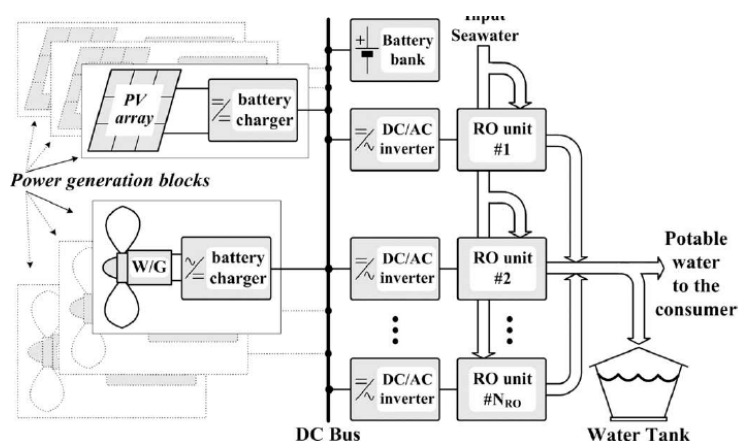 Input
Seawater
Battery
bank
PV
array
battery
charger
DC/AC
inverter
RO unit
#1
Power generation blocks
W/G
battery
charger
DC/AC
inverter
RO unit
#2
Potable
water
to the
consumer
DC/AC
inverter
RO unit
#N_RO
DC Bus
Water Tank